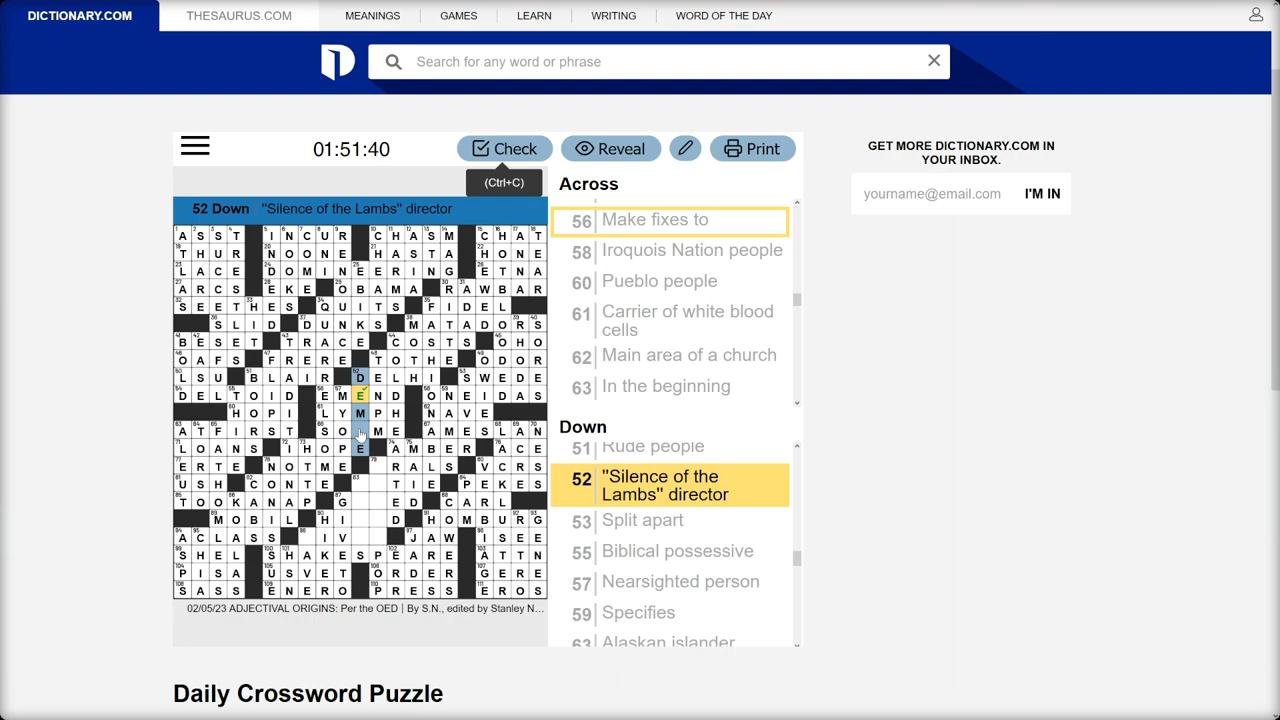 DICTIONARY.COM
THESAURUS.COM
MEANINGS
GAMES
LEARN
WRITING
WORD OF THE DAY
Search for any word or phrase
01:51:40
Check
Reveal
Print
(Ctrl+C)
52 Down "Silence of the Lambs" director
Across
56 Make fixes to
58 Iroquois Nation people
60 Pueblo people
61 Carrier of white blood
cells
62 Main area of a church
63 In the beginning
Down
51 Rude people
52 "Silence of the
Lambs" director
53 Split apart
55 Biblical possessive
57 Nearsighted person
59 Specifies
63 Alaskan islander
A S S T I N C U R C H A S M C H A T
T H U R N O O N E H A S T A H O N E
L A C E D O M I N E E R I N G E T N A
A R C S E K E O B A M A R A W B A R
S E E T H E S Q U I T S F I D E L
S L I D D U N K S M A T A D O R S
B E S E T T R A C E C O S T S O H O
O A F S F R E R E T O T H E O D O R
L S U B L A I R D E L H I S W E D E
D E L T O I D E M E N D O N E I D A S
H O P I L Y M P H N A V E
A T F I R S T S O M E A M E S L A N
L O A N S I H O P E A M B E R A C E
E R T E N O T M E R A L S V C R S
U S H C O N T E T I E P E K E S
T O O K A N A P G E D C A R L
M O B I L H I D H O M B U R G
A C L A S S I V J A W I S E E
S H E L S H A K E S P E A R E A T T N
P I S A U S V E T O R D E R G E R E
S A S S E N E R O P R E S S E R O S
02/05/23 ADJECTIVAL ORIGINS: Per the OED | By S.N., edited by Stanley N...
GET MORE DICTIONARY.COM IN
YOUR INBOX.
yourname@email.com
I'M IN
Daily Crossword Puzzle